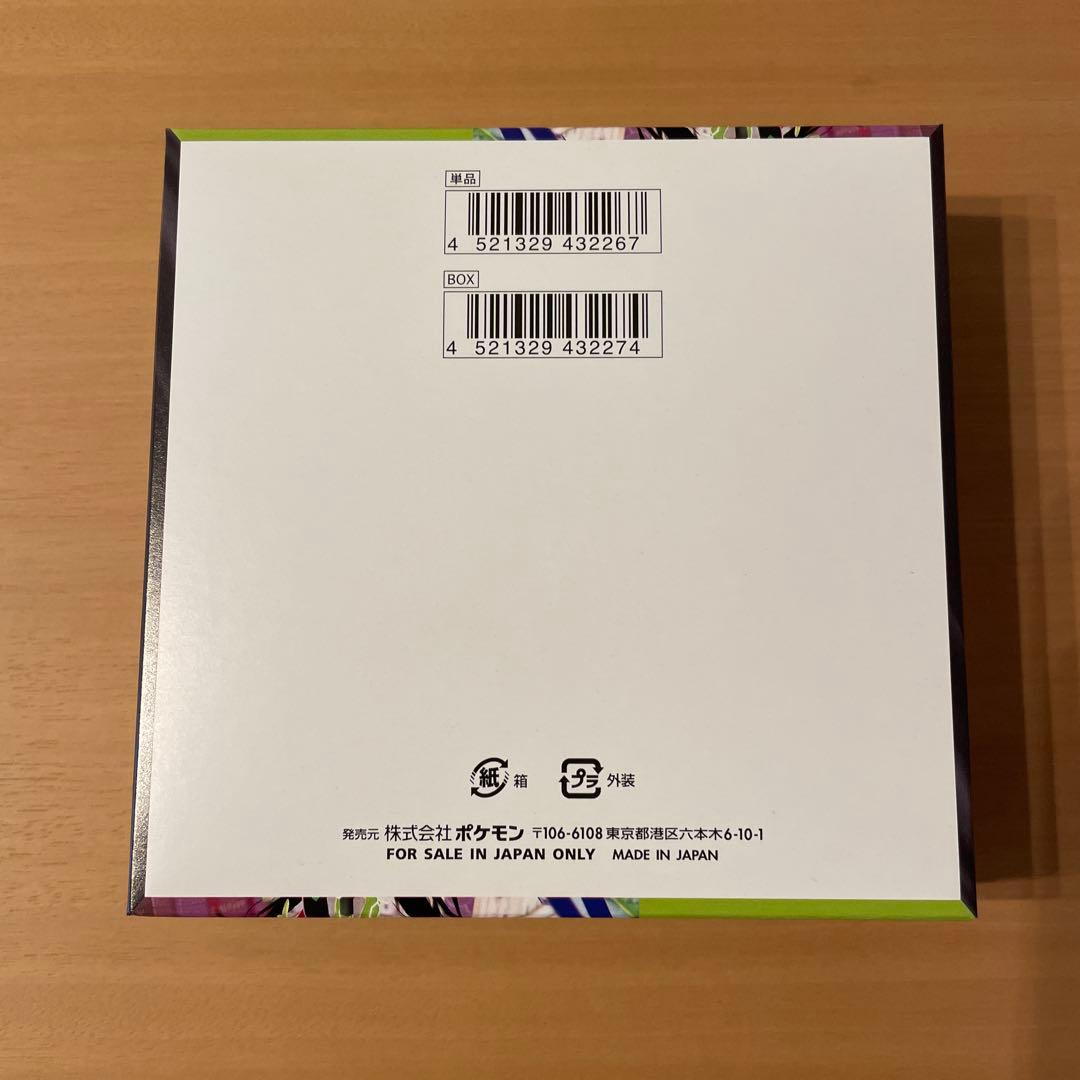 単品
4 521329 432267
BOX
4 521329 432274
紙 箱 プラ 外装
発売元 株式会社 ポケモン 〒106-6108 東京都港区六本木6-10-1
FOR SALE IN JAPAN ONLY MADE IN JAPAN